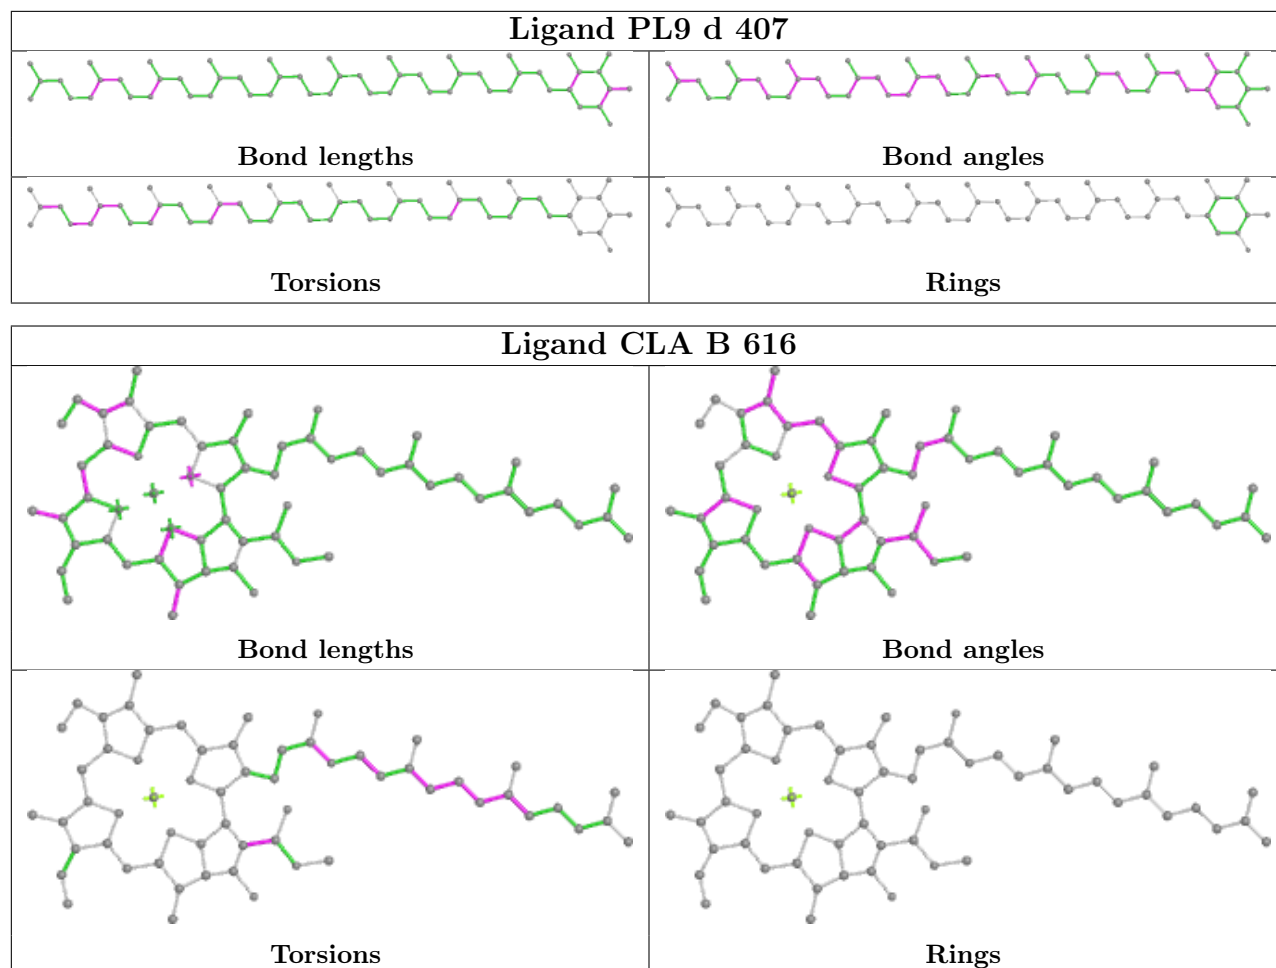 Ligand PL9 d 407
Bond lengths
Bond angles
Torsions
Rings
Ligand CLA B 616
Bond lengths
Bond angles
Torsions
Rings